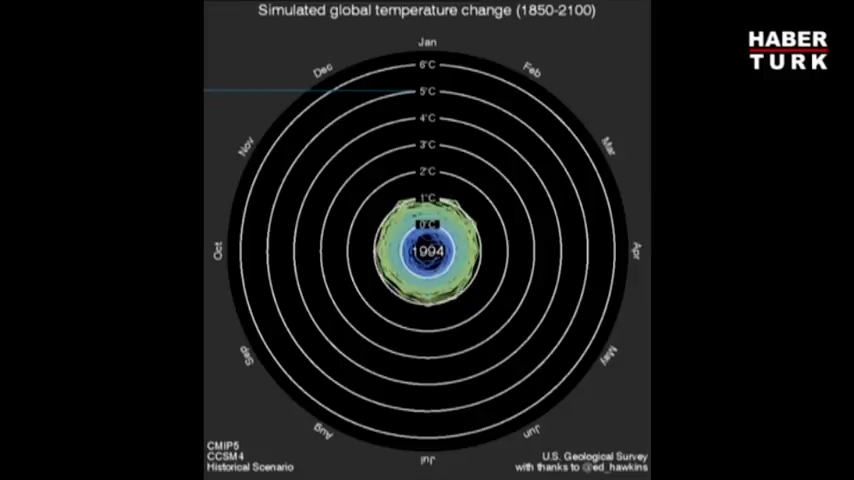 Simulated global temperature change (1850-2100)
HABER
TURK
Jan
Dec
Feb
6°C
5°C
4°C
Nov
Mar
3°C
2°C
1°C
0°C
Oct
1994
Apr
Sep
May
Aug
Jun
Jul
CMIP5
CCSM4
Historical Scenario
U.S. Geological Survey
with thanks to @ed_hawkins